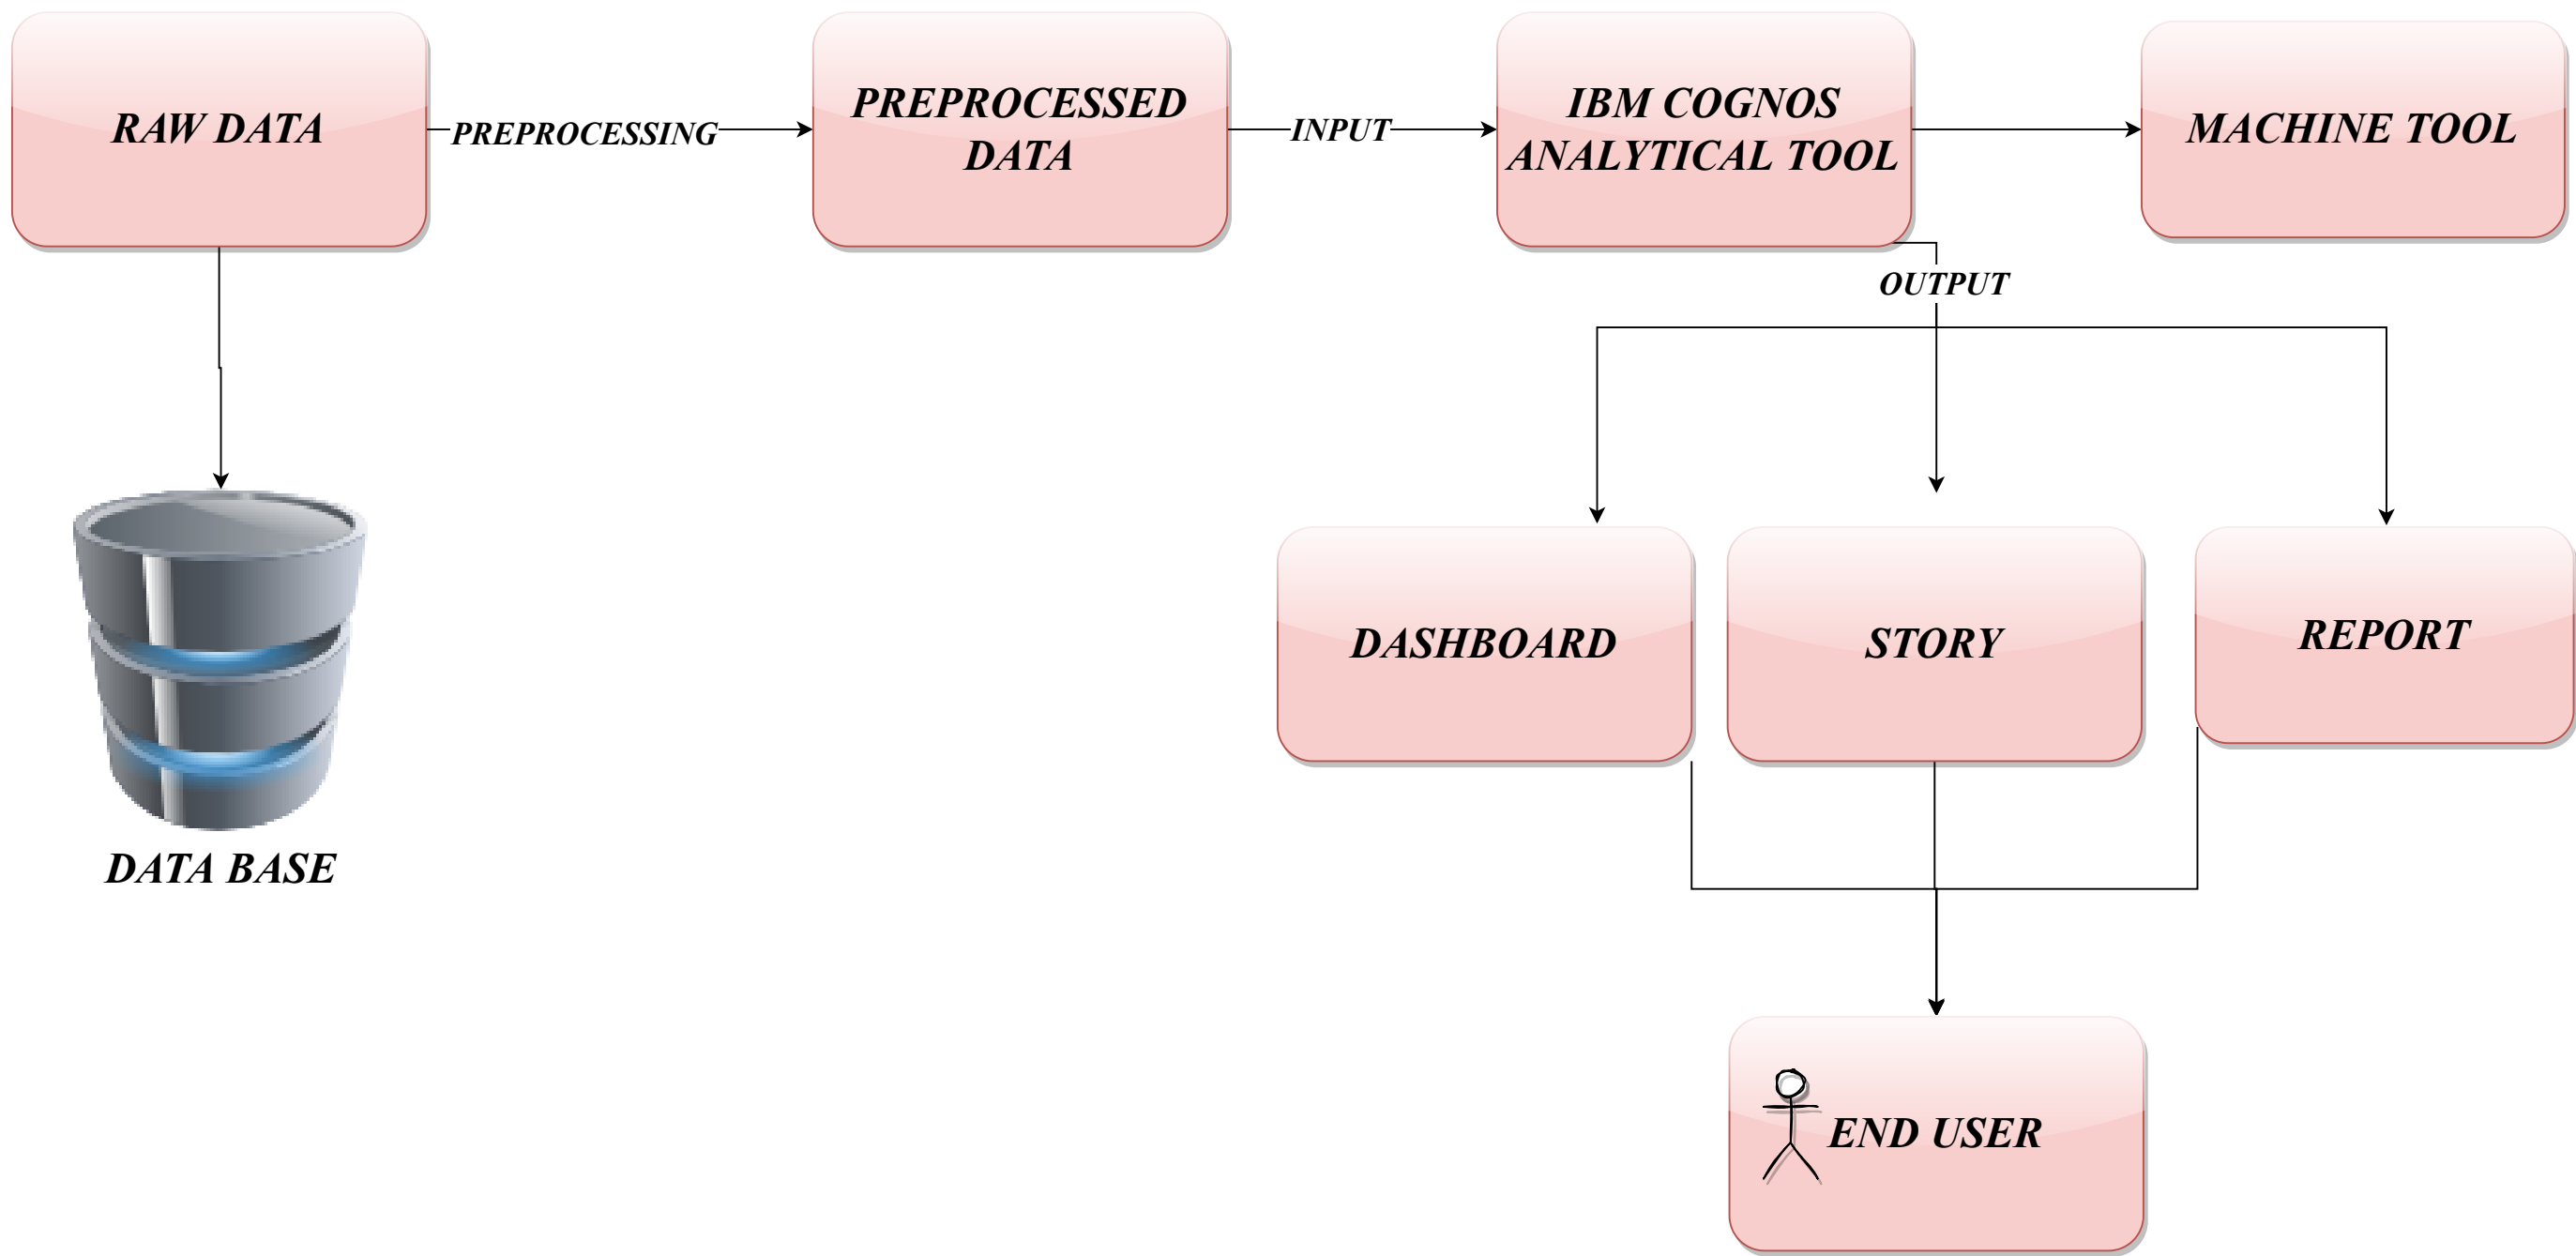 RAW DATA
PREPROCESSING
PREPROCESSED
DATA
INPUT
IBM COGNOS
ANALYTICAL TOOL
MACHINE TOOL
OUTPUT
DASHBOARD
STORY
REPORT
DATA BASE
END USER